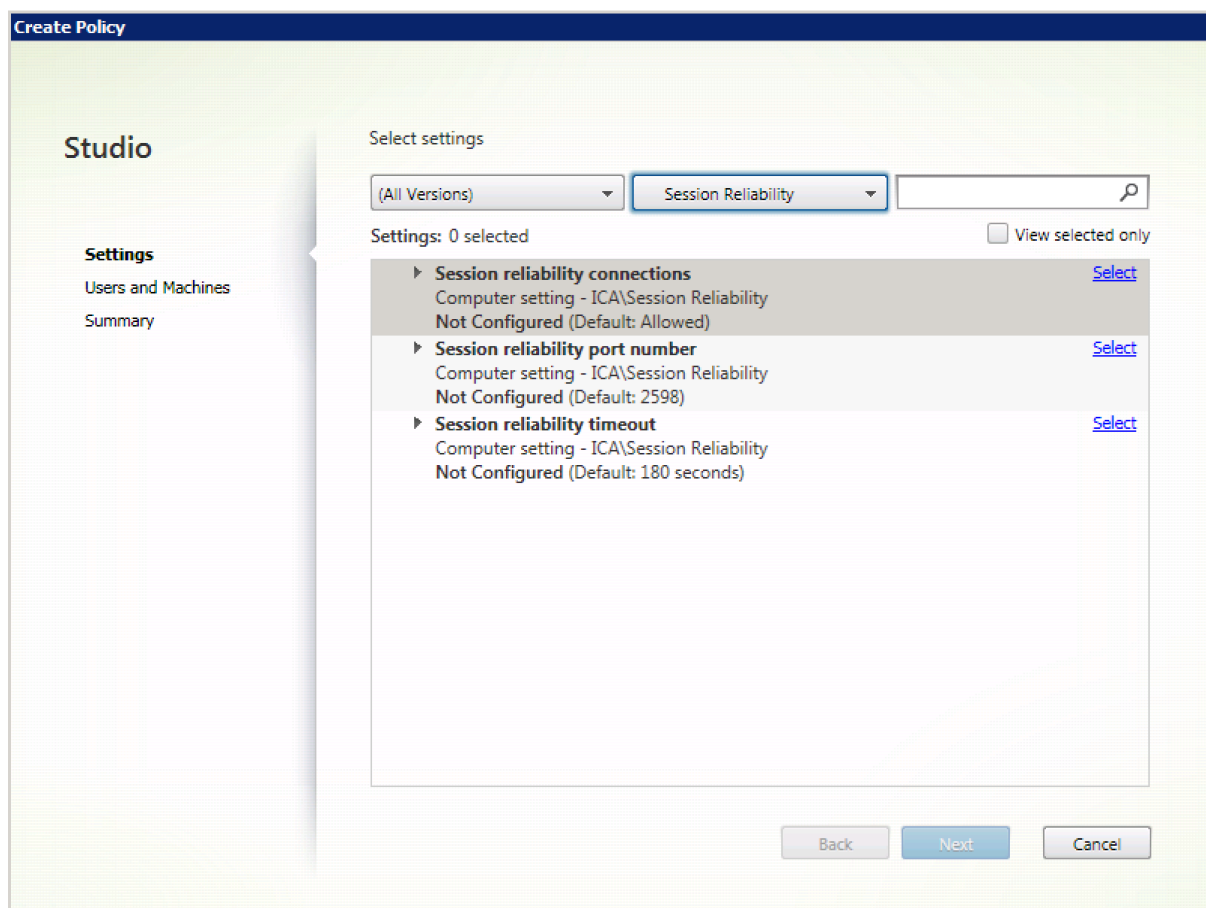 Create Policy
Studio
Settings
Users and Machines
Summary
Select settings
(All Versions)
Session Reliability
Settings: 0 selected
View selected only
Session reliability connections
Select
Computer setting - ICA\Session Reliability
Not Configured (Default: Allowed)
Session reliability port number
Select
Computer setting - ICA\Session Reliability
Not Configured (Default: 2598)
Session reliability timeout
Select
Computer setting - ICA\Session Reliability
Not Configured (Default: 180 seconds)
Back
Next
Cancel